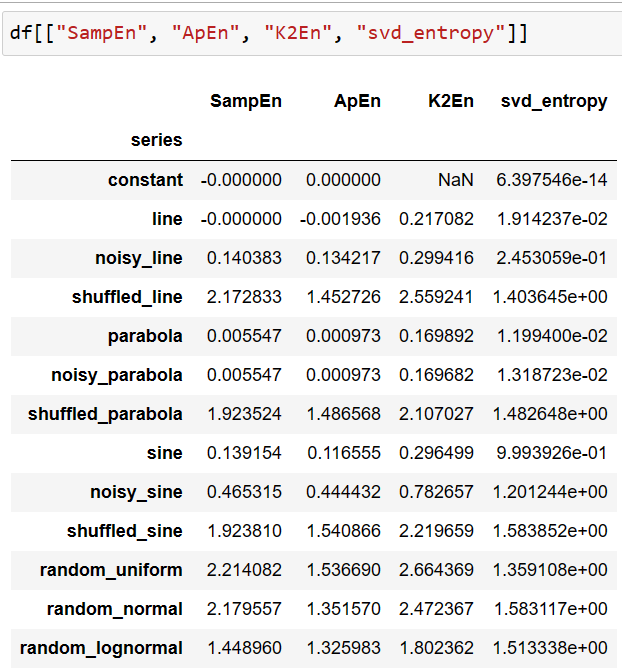 df[["SampEn", "ApEn", "K2En", "svd_entropy"]]
SampEn ApEn K2En svd_entropy
series
constant -0.000000 0.000000 NaN 6.397546e-14
line -0.000000 -0.001936 0.217082 1.914237e-02
noisy_line 0.140383 0.134217 0.299416 2.453059e-01
shuffled_line 2.172833 1.452726 2.559241 1.403645e+00
parabola 0.005547 0.000973 0.169892 1.199400e-02
noisy_parabola 0.005547 0.000973 0.169682 1.318723e-02
shuffled_parabola 1.923524 1.486568 2.107027 1.482648e+00
sine 0.139154 0.116555 0.296499 9.993926e-01
noisy_sine 0.465315 0.444432 0.782657 1.201244e+00
shuffled_sine 1.923810 1.540866 2.219659 1.583852e+00
random_uniform 2.214082 1.536690 2.664369 1.359108e+00
random_normal 2.179557 1.351570 2.472367 1.583117e+00
random_lognormal 1.448960 1.325983 1.802362 1.513338e+00